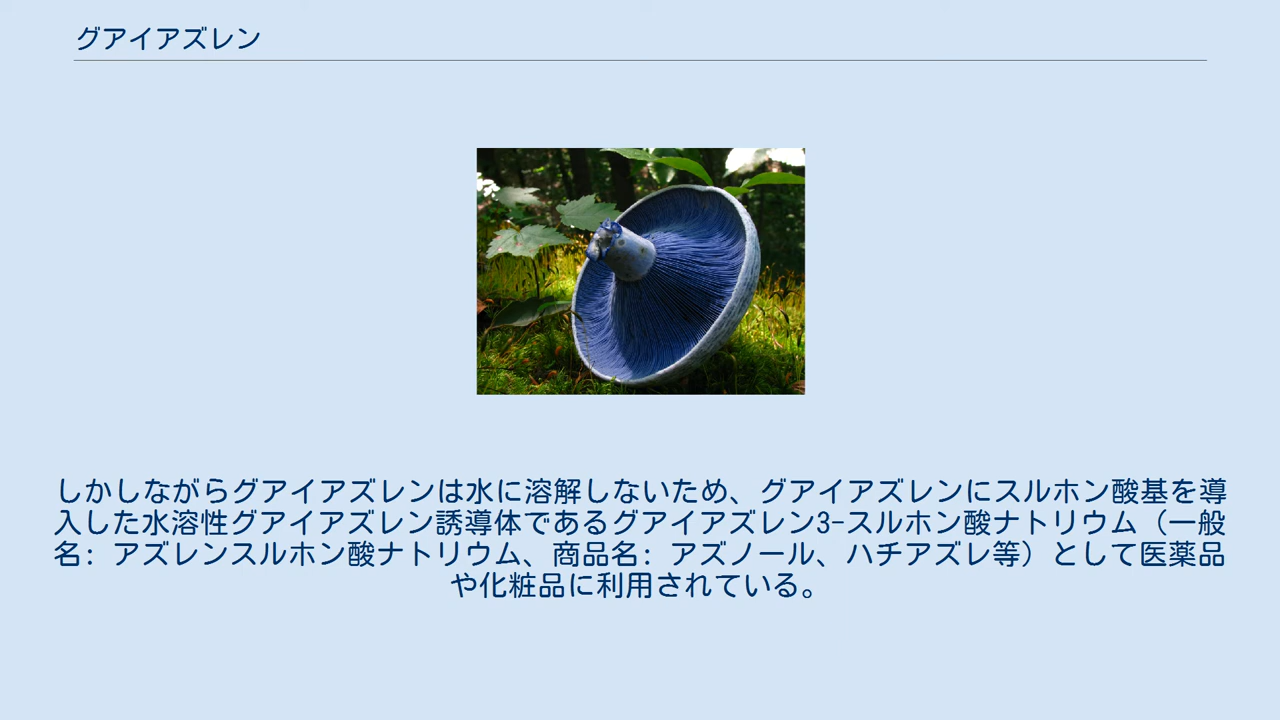 グアイアズレン
しかしながらグアイアズレンは水に溶解しないため、グアイアズレンにスルホン酸基を導
入した水溶性グアイアズレン誘導体であるグアイアズレン3-スルホン酸ナトリウム（一般
名: アズレンスルホン酸ナトリウム、商品名: アズノール、ハチアズレ等）として医薬品
や化粧品に利用されている。